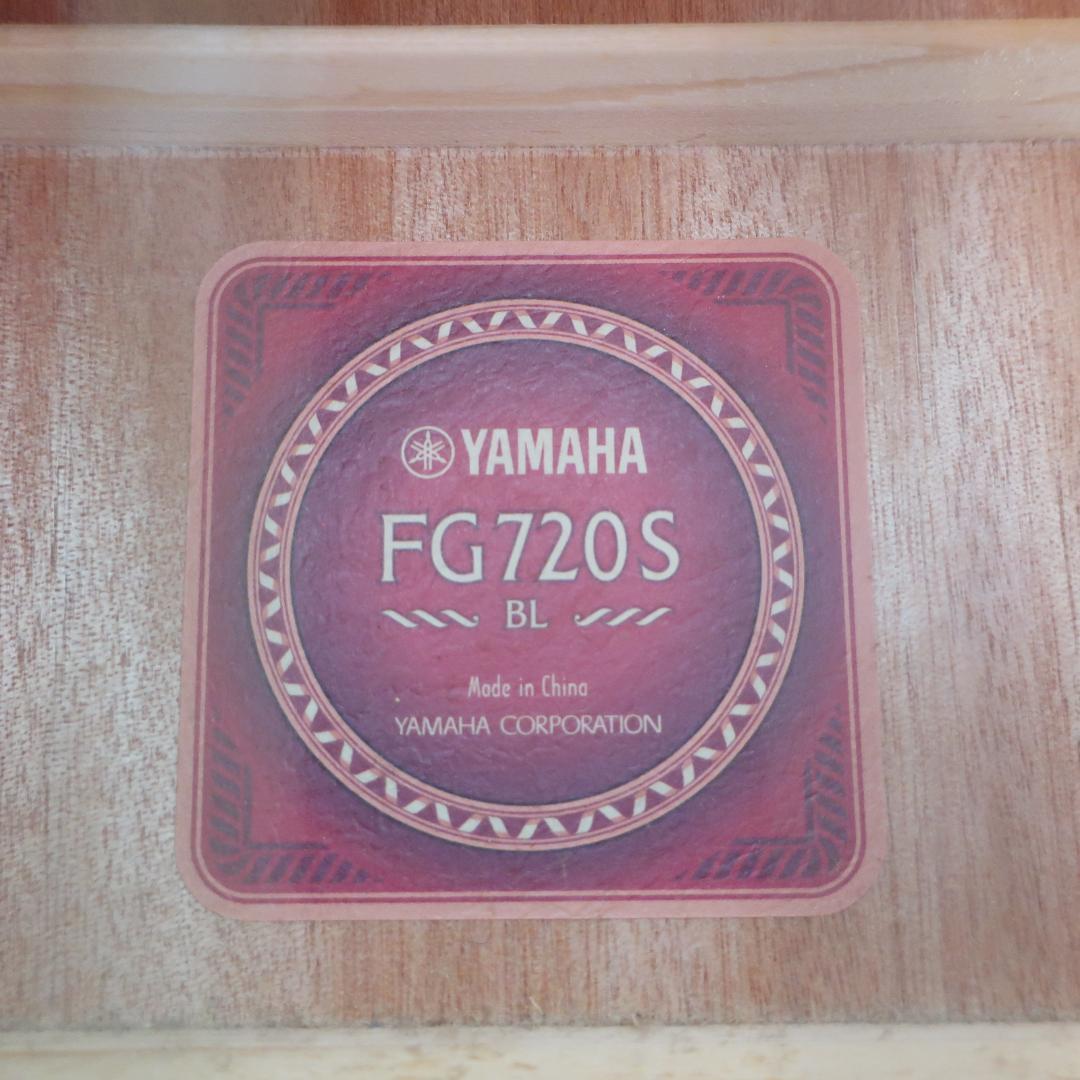 YAMAHA
FG720S
BL
Made in China
YAMAHA CORPORATION